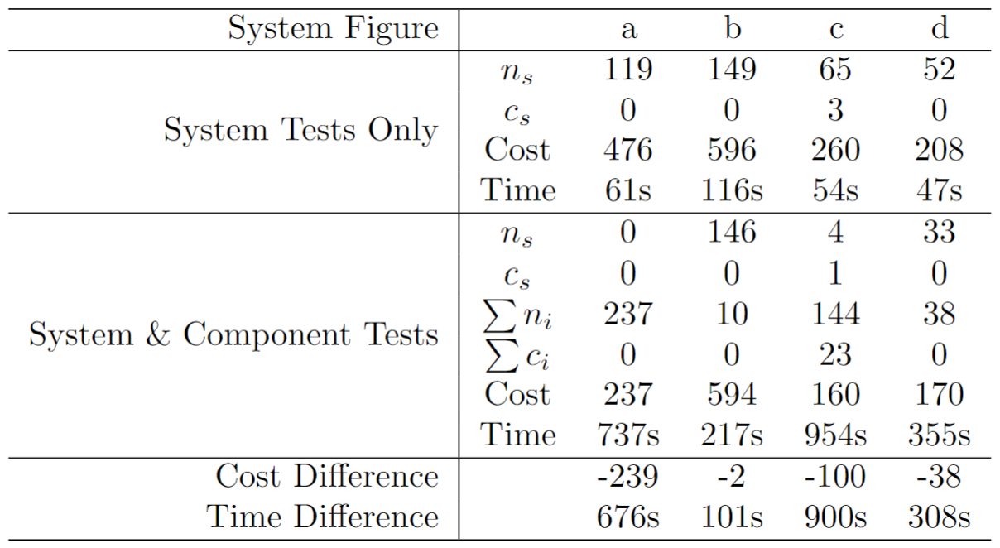 System Figure a b c d
n_s 119 149 65 52
c_s 0 0 3 0
System Tests Only
Cost 476 596 260 208
Time 61s 116s 54s 47s
n_s 0 146 4 33
c_s 0 0 1 0
∑ n_i 237 10 144 38
System & Component Tests
∑ c_i 0 0 23 0
Cost 237 594 160 170
Time 737s 217s 954s 355s
Cost Difference -239 -2 -100 -38
Time Difference 676s 101s 900s 308s